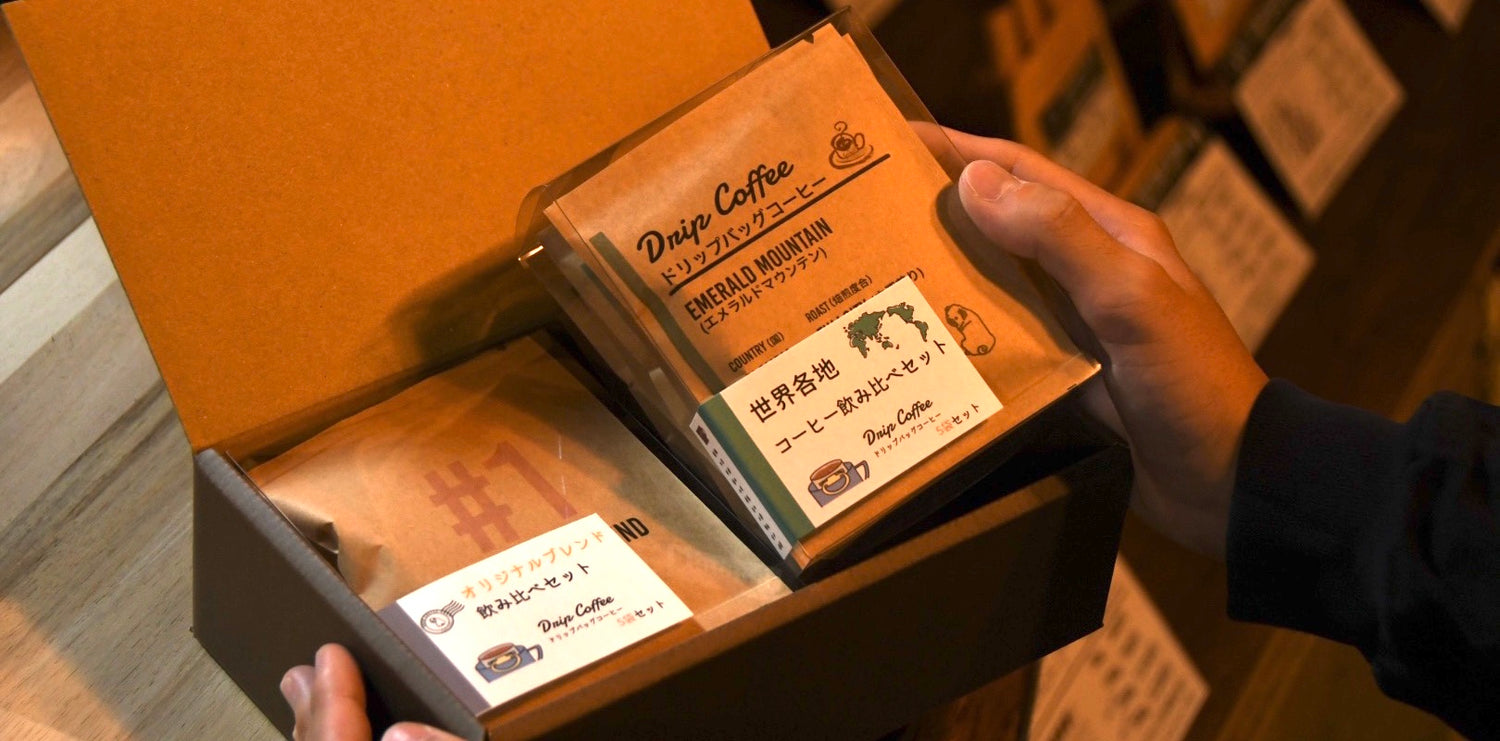 Drip Coffee
ドリップバッグコーヒー
EMERALD MOUNTAIN
(エメラルドマウンテン)
ROAST (焙煎度合)
COUNTRY (国)
世界各地
コーヒー飲み比べセット
Drip Coffee
ドリップバッグコーヒー
5袋セット
#1
ND
オリジナルブレンド
飲み比べセット
Drip Coffee
ドリップバッグコーヒー
5袋セット